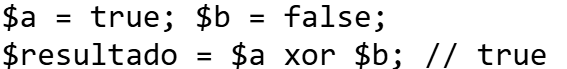 $a = true; $b = false;
$resultado = $a xor $b; // true